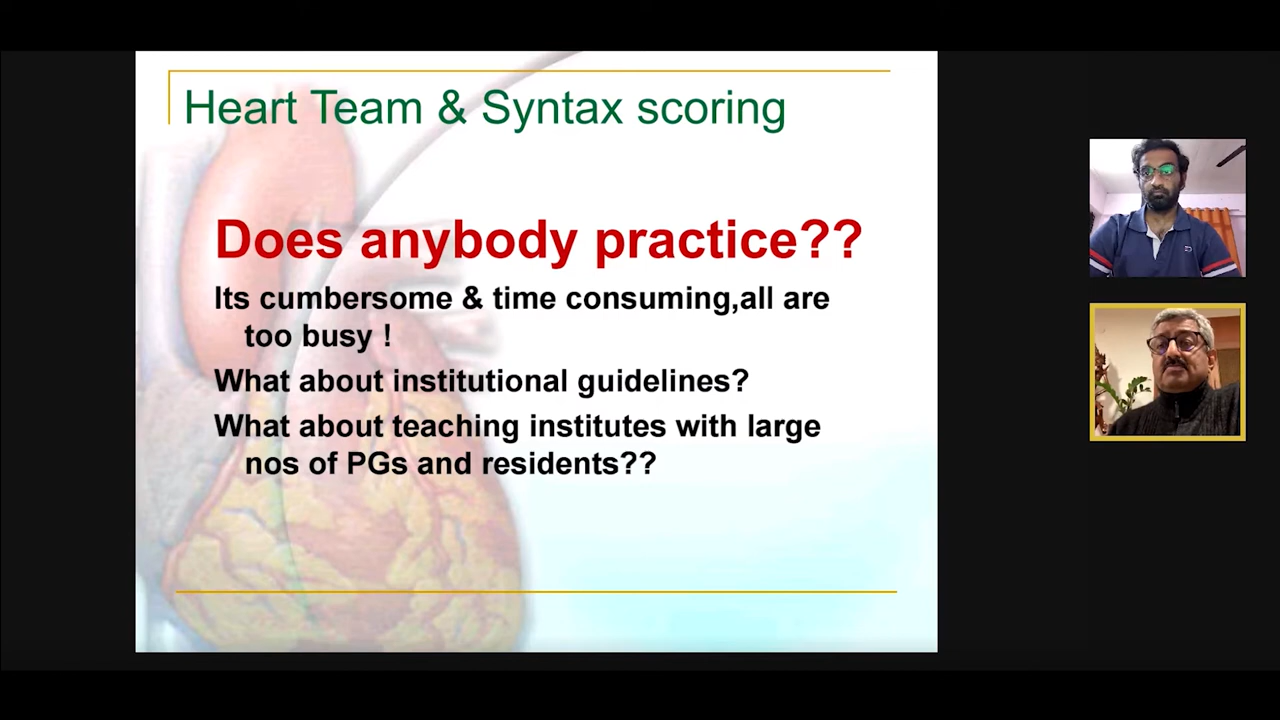 Heart Team & Syntax scoring
Does anybody practice??
Its cumbersome & time consuming,all are
too busy !
What about institutional guidelines?
What about teaching institutes with large
nos of PGs and residents??